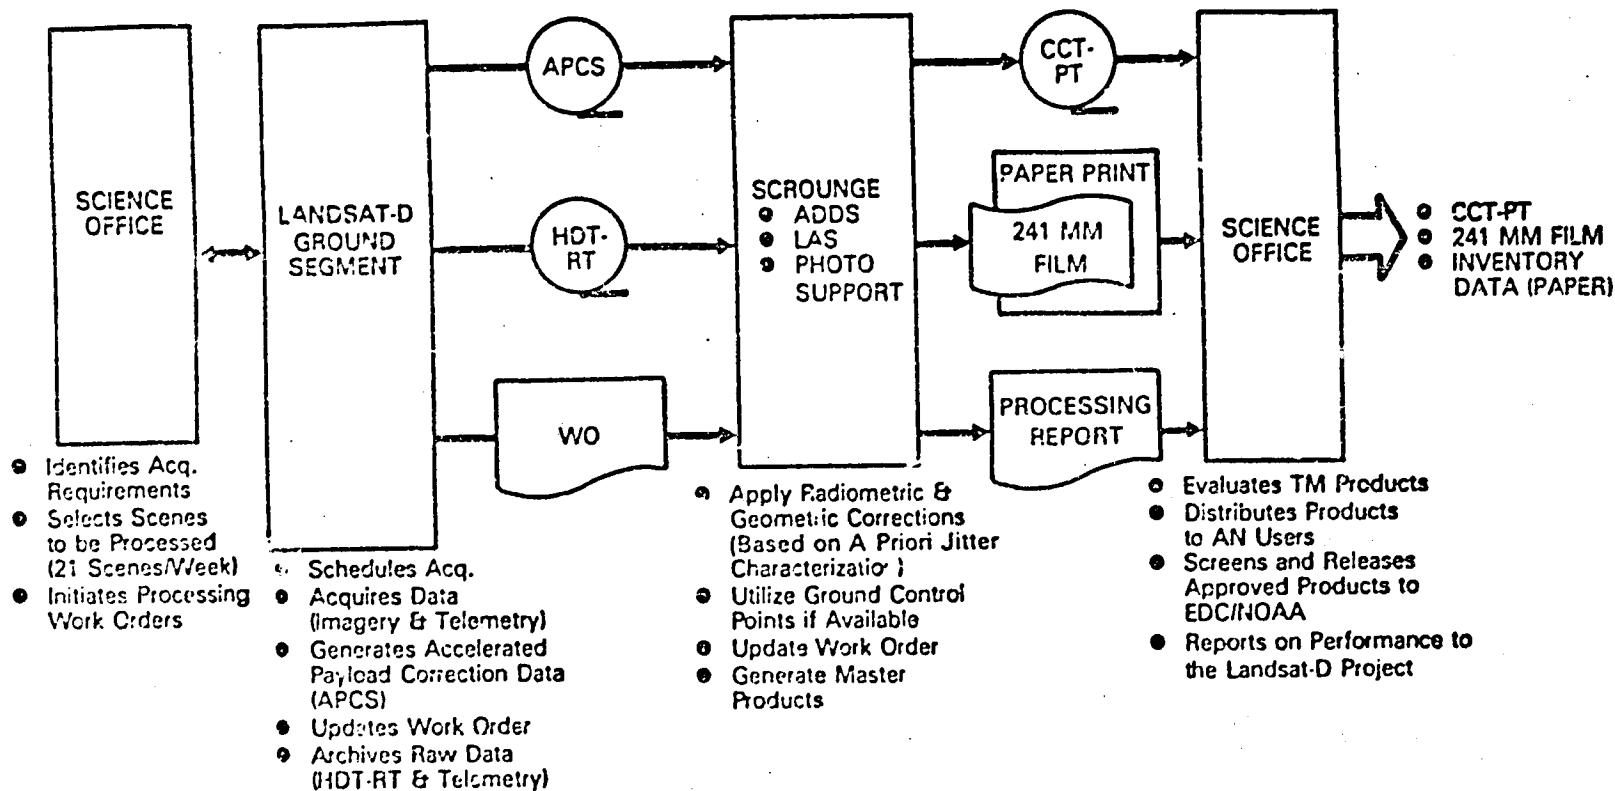 SCIENCE
OFFICE
LANDSAT-D
GROUND
SEGMENT
APCS
HDT-
RT
WO
SCROUNGE
● ADDS
● LAS
● PHOTO
SUPPORT
CCT-
PT
PAPER PRINT
241 MM
FILM
PROCESSING
REPORT
SCIENCE
OFFICE
● CCT-PT
● 241 MM FILM
● INVENTORY
DATA (PAPER)
● Identifies Acq.
Requirements
● Selects Scenes
to be Processed
(21 Scenes/Week)
● Initiates Processing
Work Orders
● Schedules Acq.
● Acquires Data
(Imagery & Telemetry)
● Generates Accelerated
Payload Correction Data
(APCS)
● Updates Work Order
● Archives Raw Data
(HDT-RT & Telemetry)
● Apply Radiometric &
Geometric Corrections
(Based on A Priori Jitter
Characterization)
● Utilize Ground Control
Points if Available
● Update Work Order
● Generate Master
Products
● Evaluates TM Products
● Distributes Products
to AN Users
● Screens and Releases
Approved Products to
EDC/NOAA
● Reports on Performance to
the Landsat-D Project